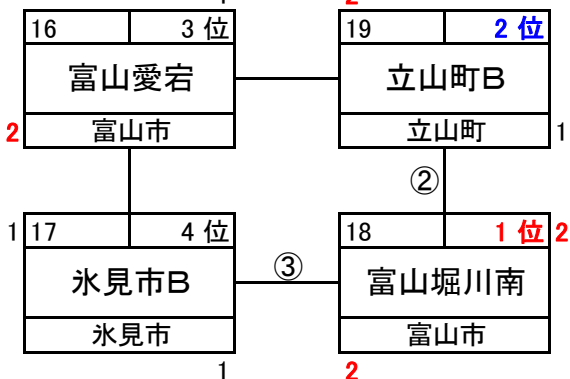 2
16 3 位
19 2 位
富山愛宕
立山町B
2 富山市
立山町 1
②
1 17 4 位
18 1 位 2
氷見市B
③
富山堀川南
氷見市
富山市
1
2